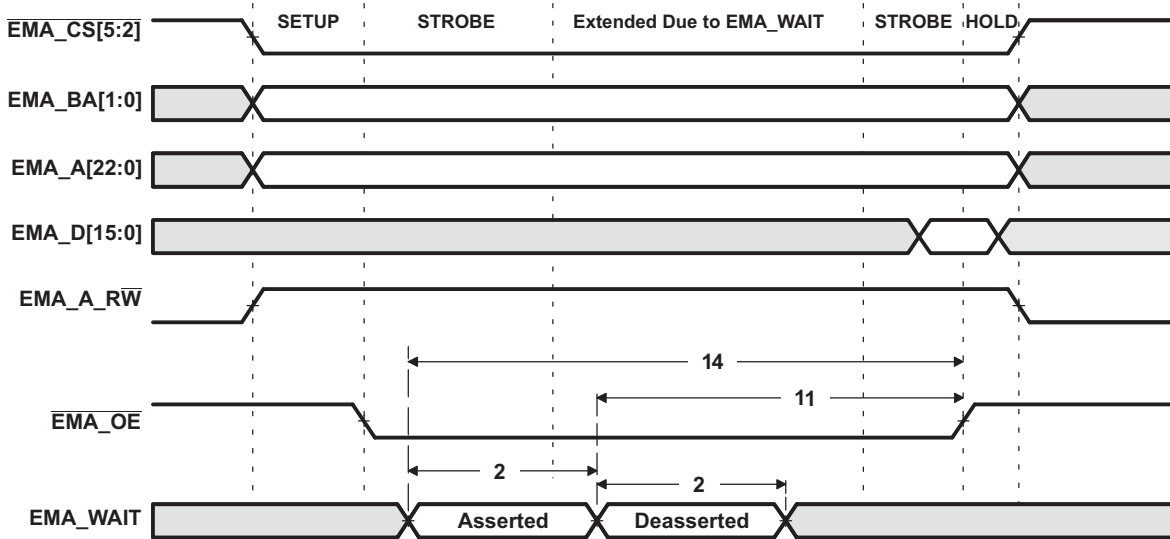 SETUP STROBE Extended Due to EMA_WAIT STROBE HOLD
EMA_CS[5:2]
EMA_BA[1:0]
EMA_A[22:0]
EMA_D[15:0]
EMA_A_RW
14
11
EMA_OE
2
2
EMA_WAIT Asserted Deasserted